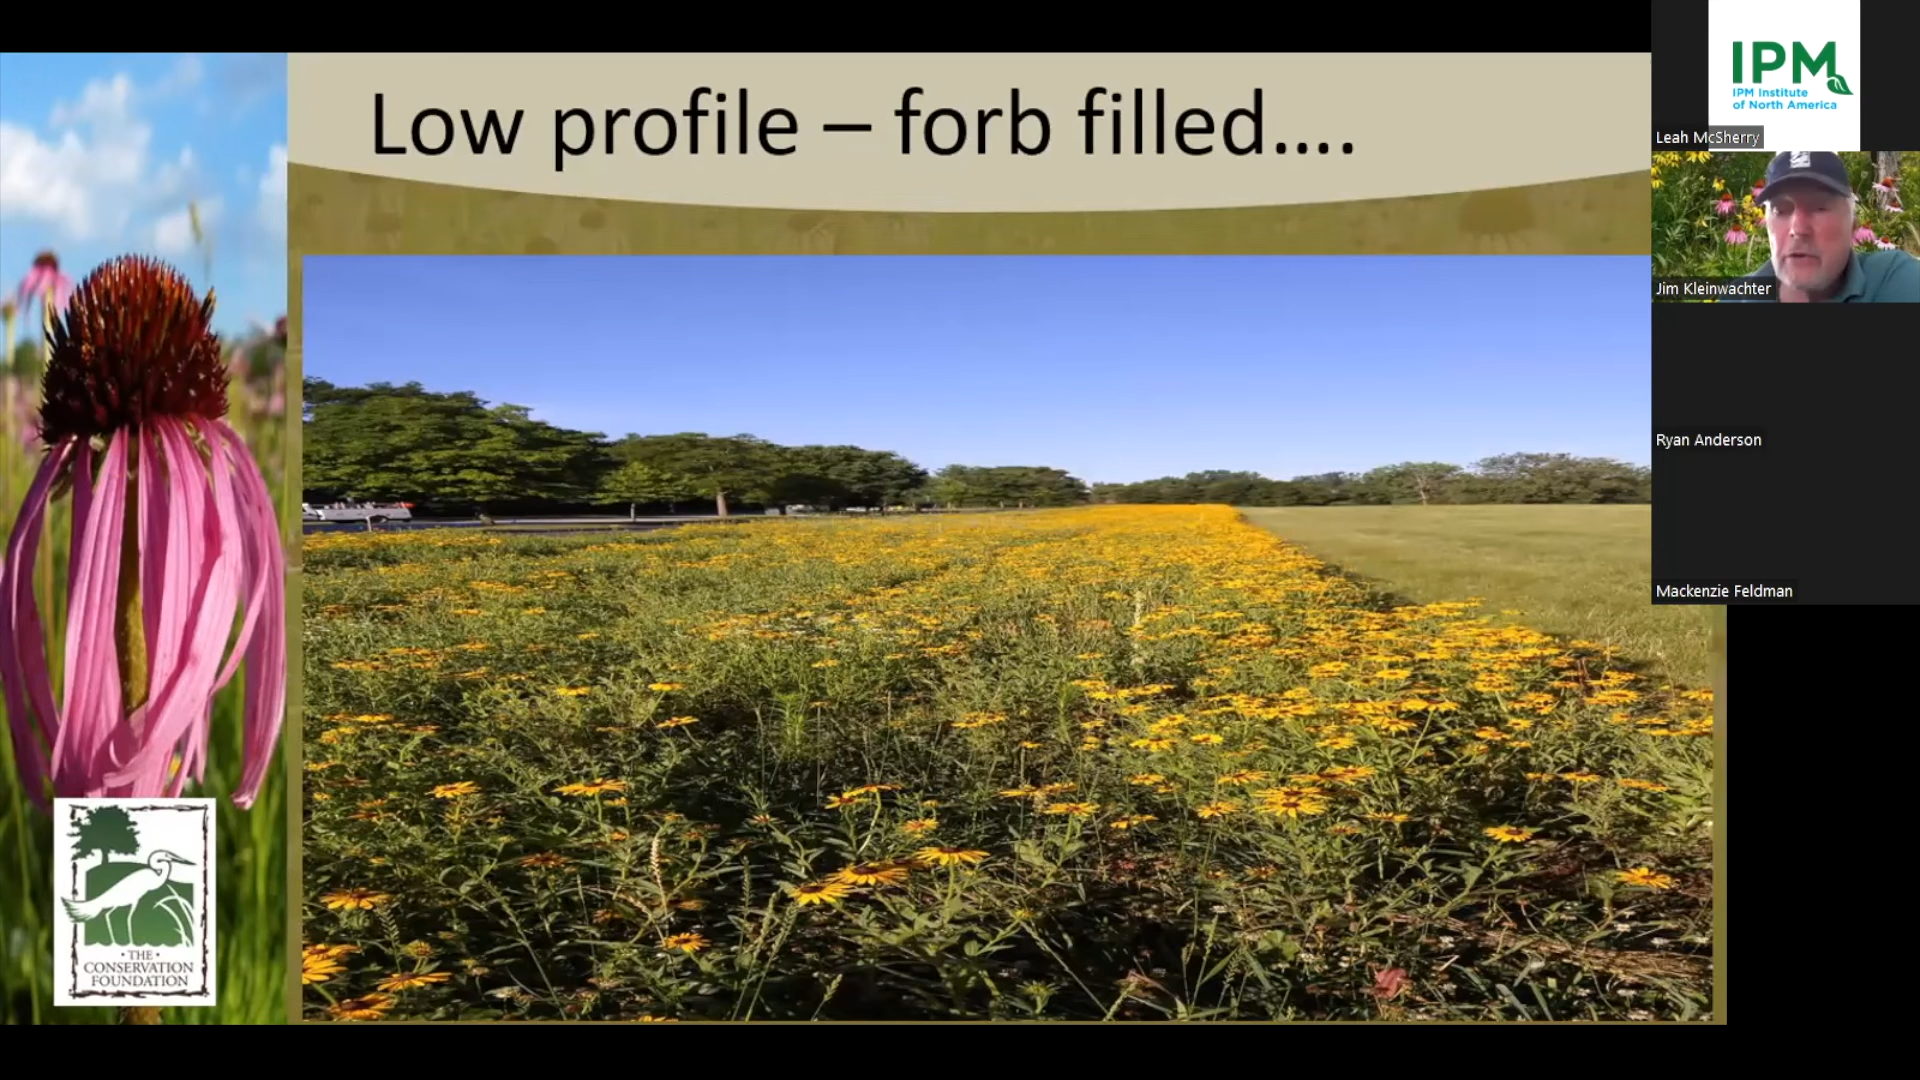 Low profile – forb filled....
IPM
IPM Institute
of North America
Leah McSherry
Jim Kleinwachter
Ryan Anderson
Mackenzie Feldman
• THE •
CONSERVATION
FOUNDATION